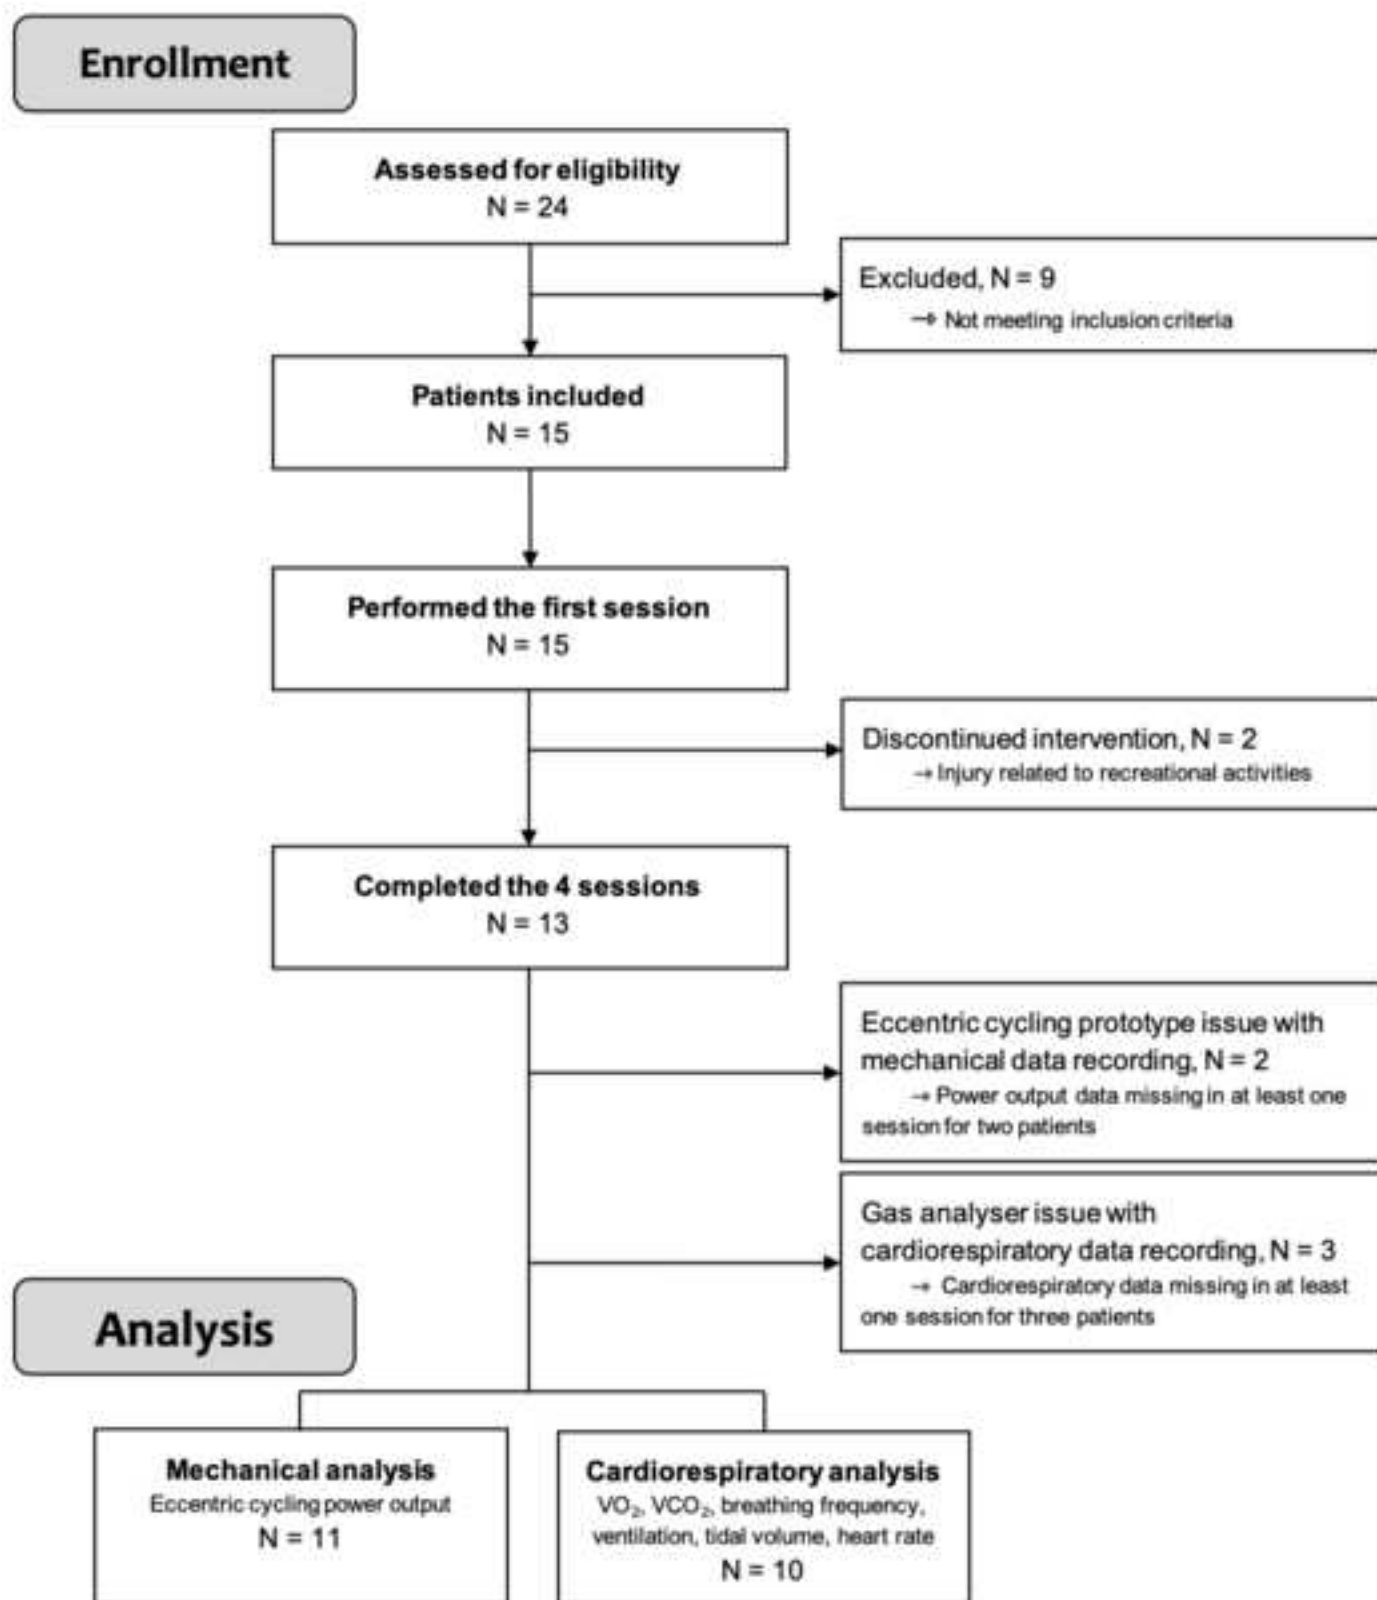 Enrollment
Assessed for eligibility
N = 24
Excluded, N = 9
→ Not meeting inclusion criteria
Patients included
N = 15
Performed the first session
N = 15
Discontinued intervention, N = 2
→ Injury related to recreational activities
Completed the 4 sessions
N = 13
Eccentric cycling prototype issue with
mechanical data recording, N = 2
→ Power output data missing in at least one
session for two patients
Gas analyser issue with
cardiorespiratory data recording, N = 3
→ Cardiorespiratory data missing in at least
one session for three patients
Analysis
Mechanical analysis
Eccentric cycling power output
N = 11
Cardiorespiratory analysis
VO₂, VCO₂, breathing frequency,
ventilation, tidal volume, heart rate
N = 10